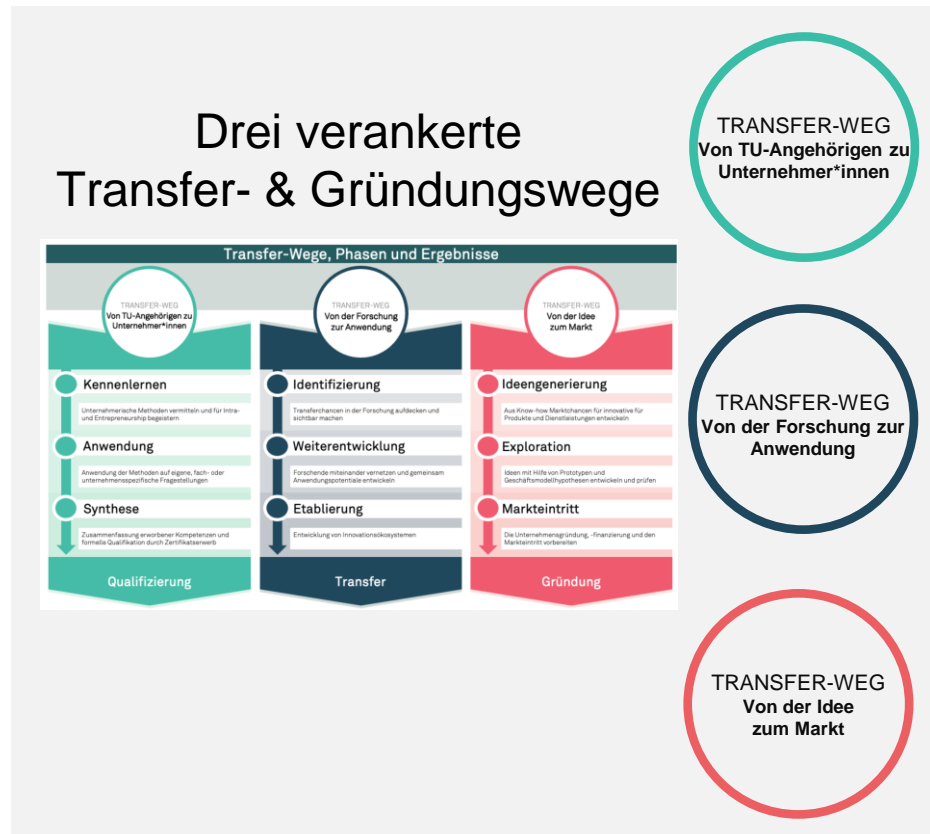 Drei verankerte
Transfer- & Gründungswege
Transfer-Wege, Phasen und Ergebnisse
TRANSFER-WEG
Von TU-Angehörigen zu
Unternehmer*innen
Kennenlernen
Unternehmerische Methoden vermitteln und für Intra-
und Entrepreneurship begeistern
Anwendung
Anwendung der Methoden auf eigene, fach- oder
unternehmensspezifische Fragestellungen
Synthese
Zusammenfassung erworbener Kompetenzen und
formelle Qualifikation durch Zertifikatserwerb
Qualifizierung
TRANSFER-WEG
Von der Forschung
zur Anwendung
Identifizierung
Transferchancen in der Forschung aufdecken und
sichtbar machen
Weiterentwicklung
Forschende miteinander vernetzen und gemeinsam
Anwendungspotentiale entwickeln
Etablierung
Entwicklung von Innovationsökosystemen
Transfer
TRANSFER-WEG
Von der Idee
zum Markt
Ideengenerierung
Aus Know-how Marktchancen für innovative für
Produkte und Dienstleistungen entwickeln
Exploration
Ideen mit Hilfe von Prototypen und
Geschäftsmodellhypothesen entwickeln und prüfen
Markteintritt
Die Unternehmensgründung, -finanzierung und den
Markteintritt vorbereiten
Gründung
TRANSFER-WEG
Von TU-Angehörigen zu
Unternehmer*innen
TRANSFER-WEG
Von der Forschung zur
Anwendung
TRANSFER-WEG
Von der Idee
zum Markt